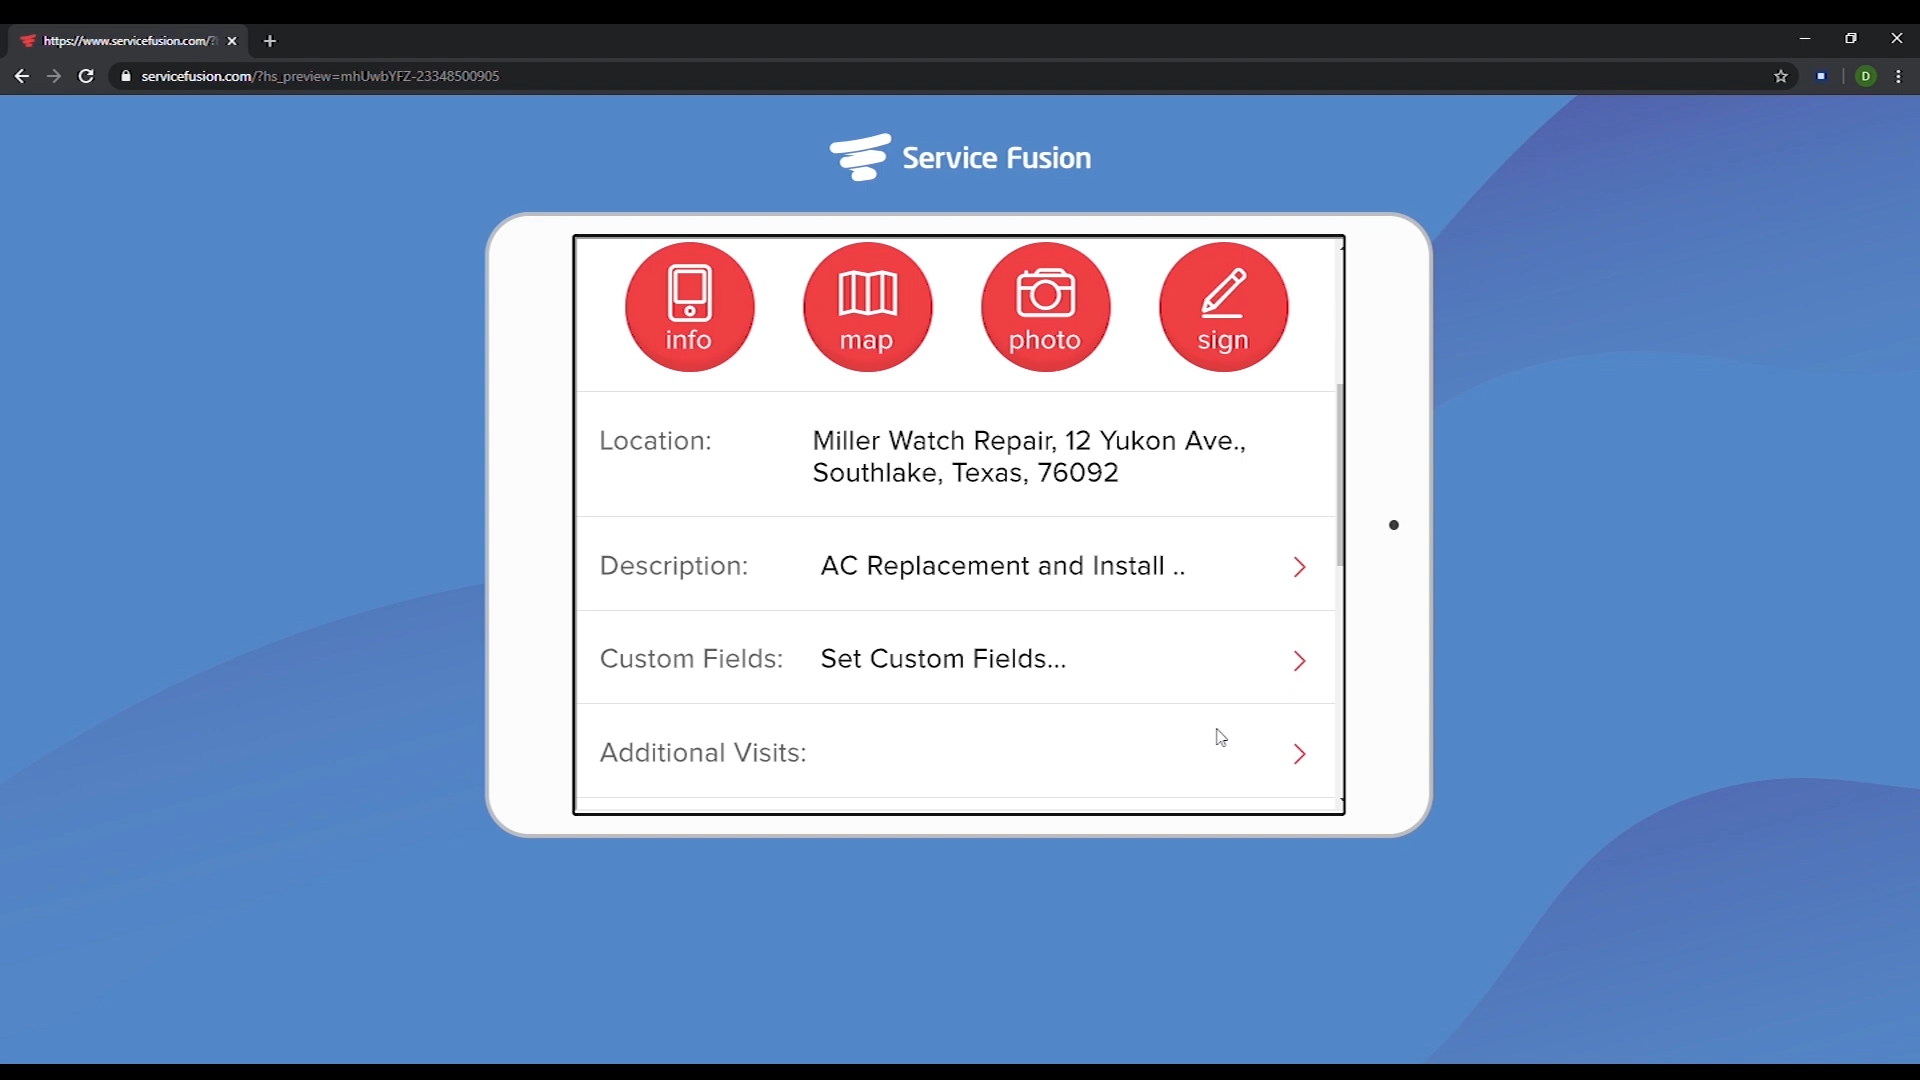 https://www.servicefusion.com/?
servicefusion.com/?hs_preview=mhUwbYFZ-23348500905
D
Service Fusion
info
map
photo
sign
Location:
Miller Watch Repair, 12 Yukon Ave.,
Southlake, Texas, 76092
Description:
AC Replacement and Install ..
Custom Fields:
Set Custom Fields...
Additional Visits: